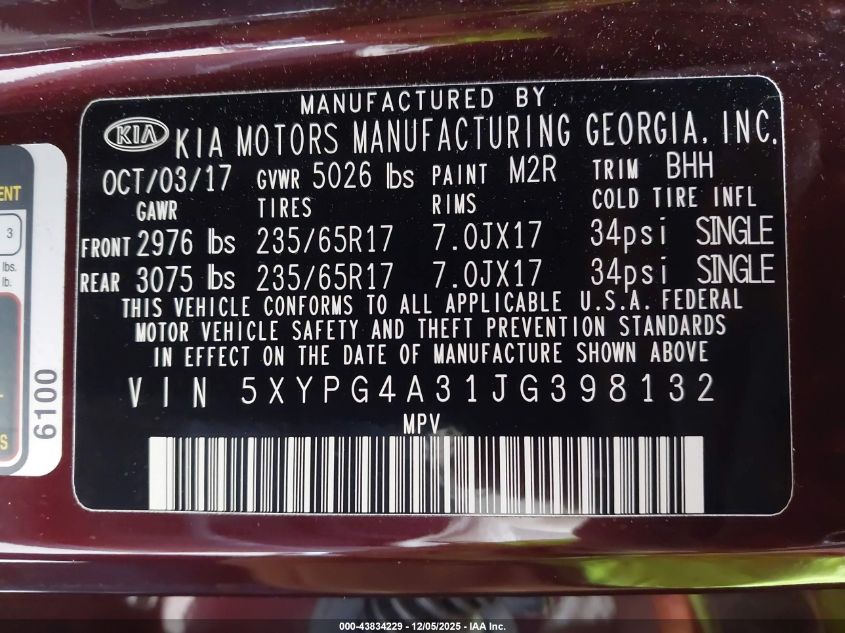 MANUFACTURED BY
KIA KIA MOTORS MANUFACTURING GEORGIA, INC.
OCT/03/17 GVWR 5026 lbs PAINT M2R TRIM BHH
GAWR TIRES RIMS COLD TIRE INFL
FRONT 2976 lbs 235/65R17 7.0JX17 34psi SINGLE
REAR 3075 lbs 235/65R17 7.0JX17 34psi SINGLE
THIS VEHICLE CONFORMS TO ALL APPLICABLE U.S.A. FEDERAL
MOTOR VEHICLE SAFETY AND THEFT PREVENTION STANDARDS
IN EFFECT ON THE DATE OF MANUFACTURE SHOWN ABOVE
VIN 5XYPG4A31JG398132
MPV
3
lbs.
lb.
6100
000-43834229 - 12/05/2025 - IAA Inc.